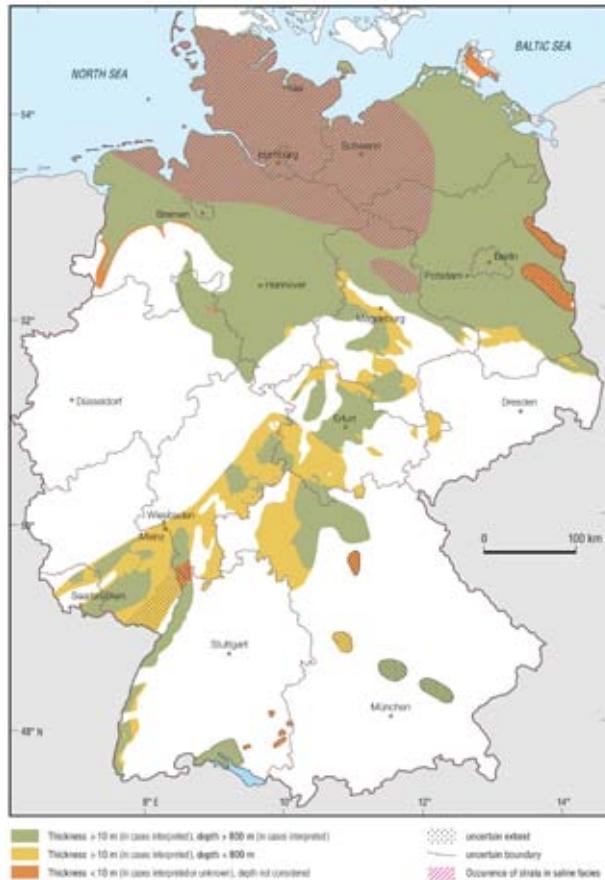 BALTIC SEA
NORTH SEA
Kiel
54°
Hamburg
Schwerin
Bremen
Berlin
Potsdam
Hannover
52°
Magdeburg
Düsseldorf
Erfurt
Dresden
Wiesbaden
Mainz
0 100 km
Saarbrücken
Stuttgart
München
48° N
8° E 10° 12° 14°
Thickness > 10 m (in cases interpreted), depth > 800 m (in cases interpreted)
Thickness > 10 m (in cases interpreted), depth < 800 m
Thickness < 10 m (in cases interpreted or unknown), depth not considered
uncertain extent
uncertain boundary
Occurence of strata in saline facies